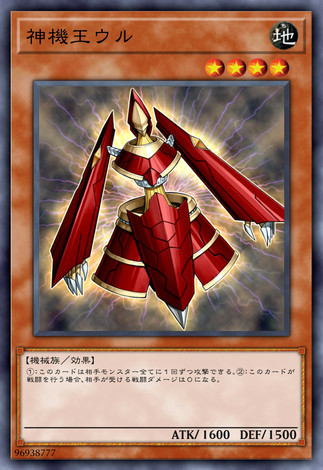 神機王ウル
地
【機械族／効果】
①:このカードは相手モンスター全てに1回ずつ攻撃できる。②:このカードが
戦闘を行う場合、相手が受ける戦闘ダメージは0になる。
ATK/ 1600 DEF/1500
96938777